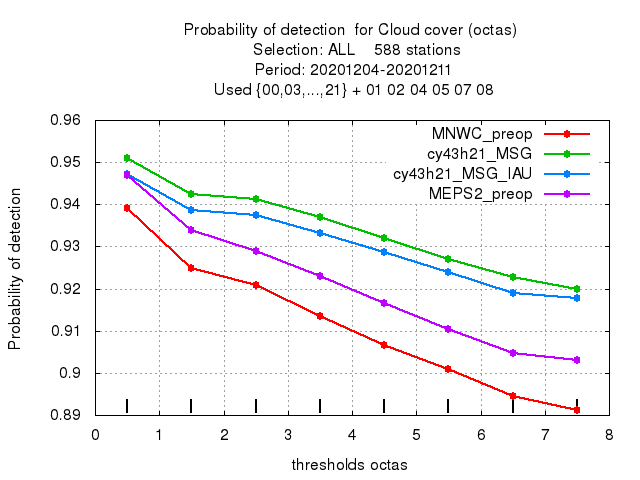 Probability of detection  for Cloud cover (octas)
Selection: ALL    588 stations
Period: 20201204-20201211
Used {00,03,...,21} + 01 02 04 05 07 08
MNWC_preop
cy43h21_MSG
cy43h21_MSG_IAU
MEPS2_preop
Probability of detection
0.96
0.95
0.94
0.93
0.92
0.91
0.9
0.89
0 1 2 3 4 5 6 7 8
thresholds octas